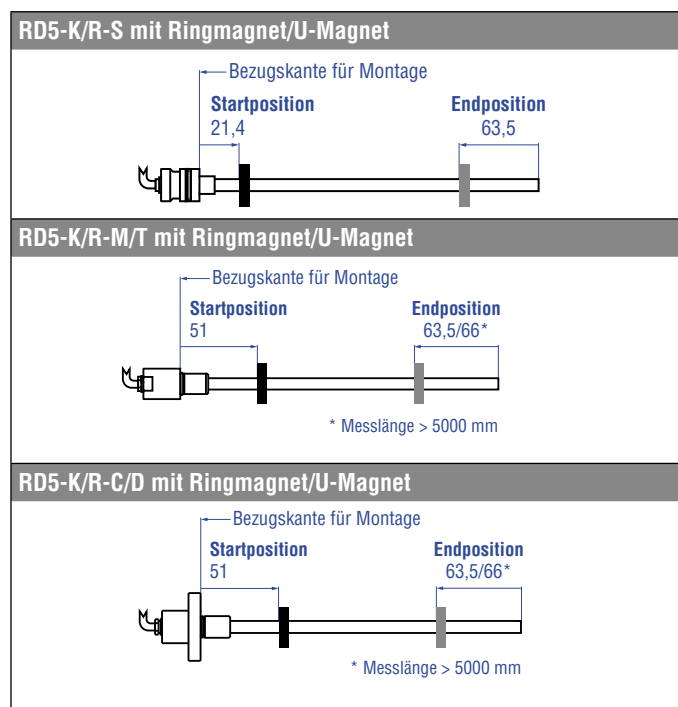 RD5-K/R-S mit Ringmagnet/U-Magnet
Bezugskante für Montage
Startposition
21,4
Endposition
63,5
RD5-K/R-M/T mit Ringmagnet/U-Magnet
Bezugskante für Montage
Startposition
51
Endposition
63,5/66*
* Messlänge > 5000 mm
RD5-K/R-C/D mit Ringmagnet/U-Magnet
Bezugskante für Montage
Startposition
51
Endposition
63,5/66*
* Messlänge > 5000 mm